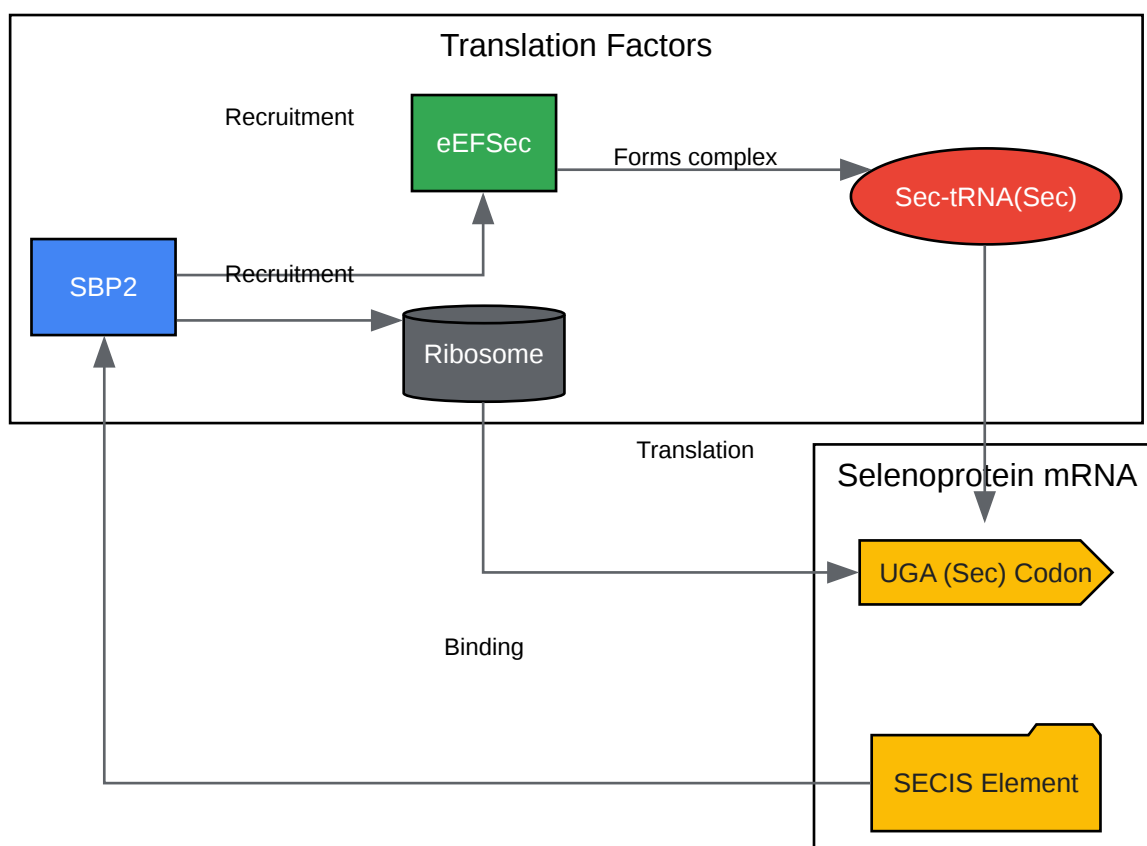 Translation Factors
Recruitment
eEFSec
Forms complex
Sec-tRNA(Sec)
SBP2
Recruitment
Ribosome
Translation
Selenoprotein mRNA
UGA (Sec) Codon
Binding
SECIS Element